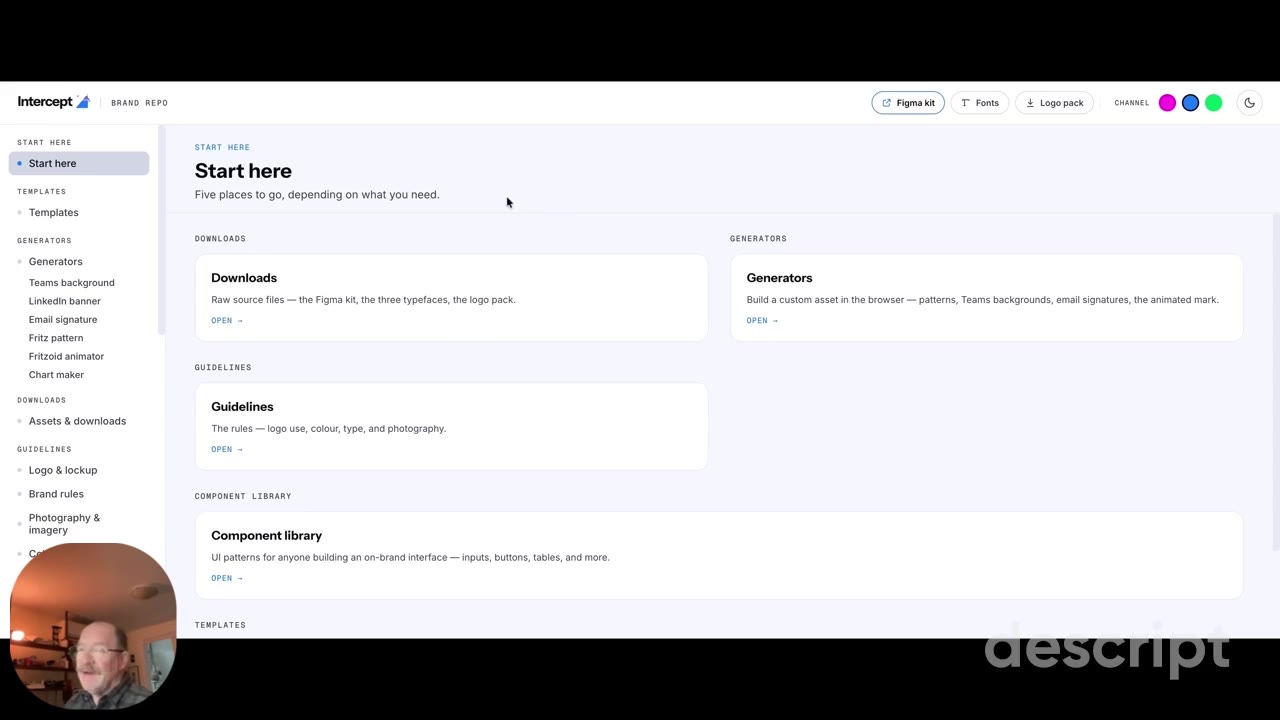 Intercept
BRAND REPO
Figma kit
Fonts
Logo pack
CHANNEL
START HERE
Start here
TEMPLATES
Templates
GENERATORS
Generators
Teams background
LinkedIn banner
Email signature
Fritz pattern
Fritzoid animator
Chart maker
DOWNLOADS
Assets & downloads
GUIDELINES
Logo & lockup
Brand rules
Photography &
imagery
START HERE
Start here
Five places to go, depending on what you need.
DOWNLOADS
Downloads
Raw source files — the Figma kit, the three typefaces, the logo pack.
OPEN →
GENERATORS
Generators
Build a custom asset in the browser — patterns, Teams backgrounds, email signatures, the animated mark.
OPEN →
GUIDELINES
Guidelines
The rules — logo use, colour, type, and photography.
OPEN →
COMPONENT LIBRARY
Component library
UI patterns for anyone building an on-brand interface — inputs, buttons, tables, and more.
OPEN →
TEMPLATES
descript